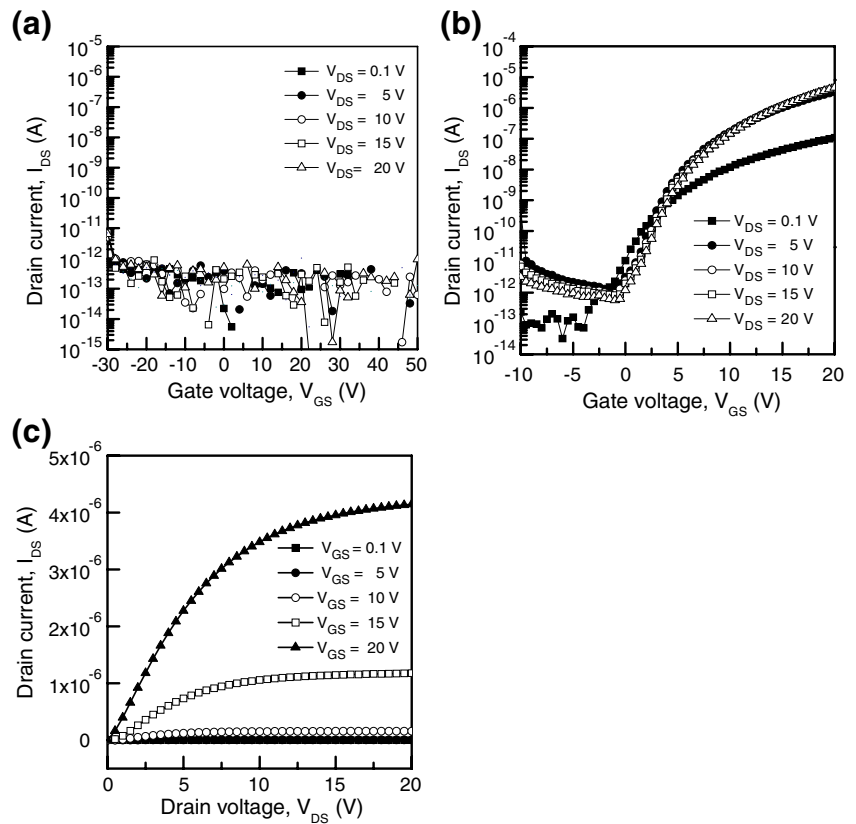 (a)
10^-5
10^-6
10^-7
10^-8
10^-9
10^-10
10^-11
10^-12
10^-13
10^-14
10^-15
Drain current, I_DS (A)
V_DS = 0.1 V
V_DS = 5 V
V_DS = 10 V
V_DS = 15 V
V_DS= 20 V
-30 -20 -10 0 10 20 30 40 50
Gate voltage, V_GS (V)
(b)
10^-4
10^-5
10^-6
10^-7
10^-8
10^-9
10^-10
10^-11
10^-12
10^-13
10^-14
Drain current, I_DS (A)
V_DS = 0.1 V
V_DS = 5 V
V_DS = 10 V
V_DS = 15 V
V_DS = 20 V
-10 -5 0 5 10 15 20
Gate voltage, V_GS (V)
(c)
5x10^-6
4x10^-6
3x10^-6
2x10^-6
1x10^-6
0
Drain current, I_DS (A)
V_GS = 0.1 V
V_GS = 5 V
V_GS = 10 V
V_GS = 15 V
V_GS = 20 V
0 5 10 15 20
Drain voltage, V_DS (V)